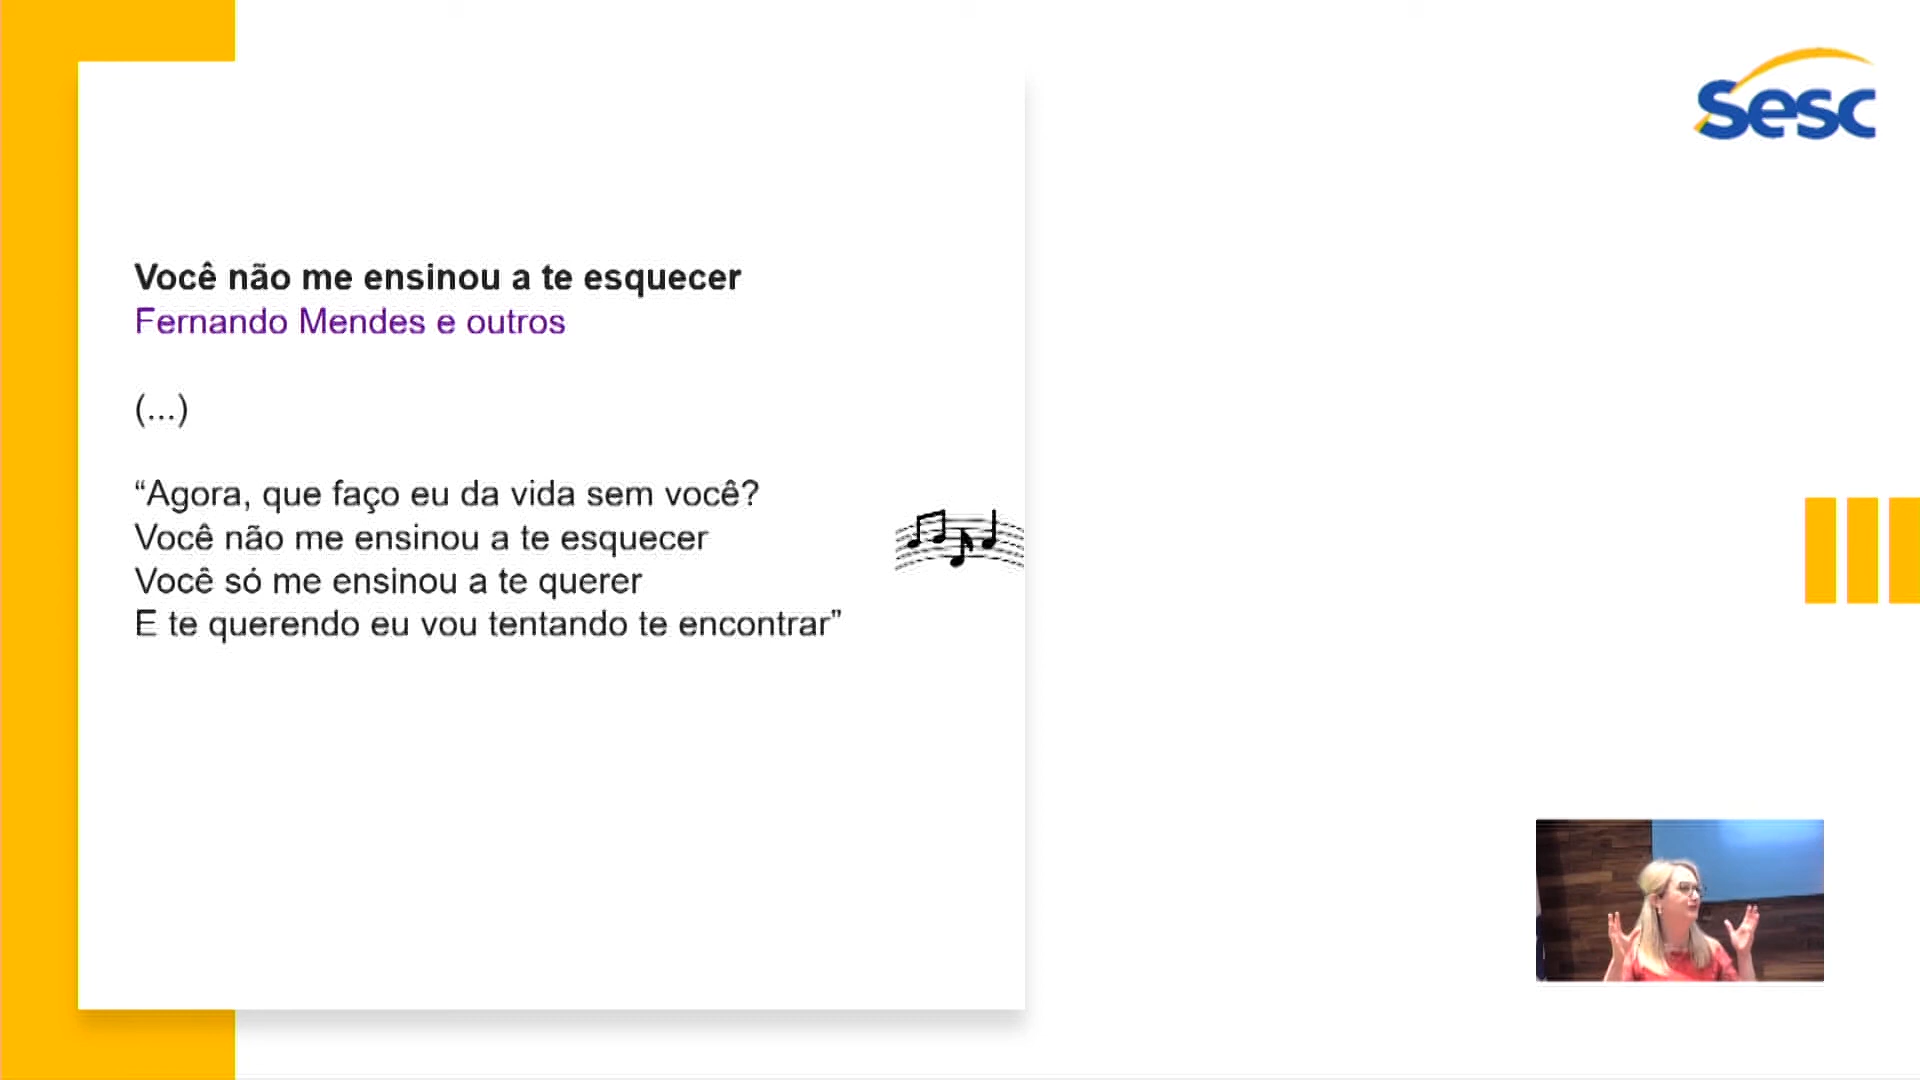 Sesc
Você não me ensinou a te esquecer
Fernando Mendes e outros
(...)
“Agora, que faço eu da vida sem você?
Você não me ensinou a te esquecer
Você só me ensinou a te querer
E te querendo eu vou tentando te encontrar”